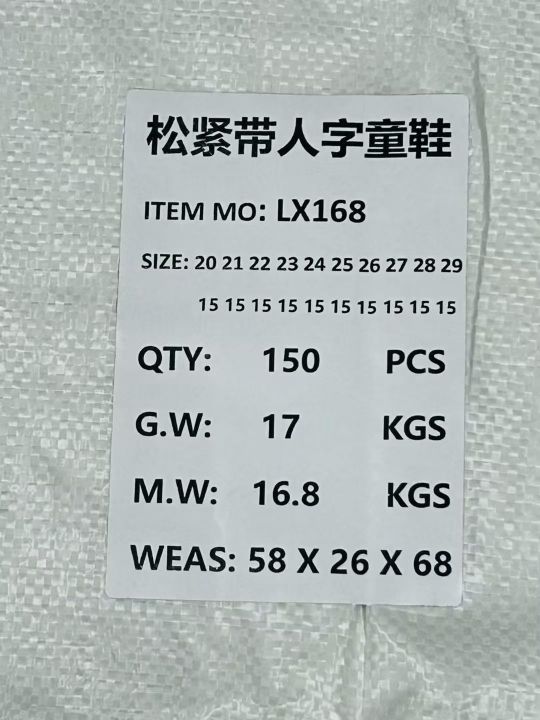 松紧带人字童鞋
ITEM MO: LX168
SIZE: 20 21 22 23 24 25 26 27 28 29
15 15 15 15 15 15 15 15 15 15
QTY: 150 PCS
G.W: 17 KGS
M.W: 16.8 KGS
WEAS: 58 X 26 X 68